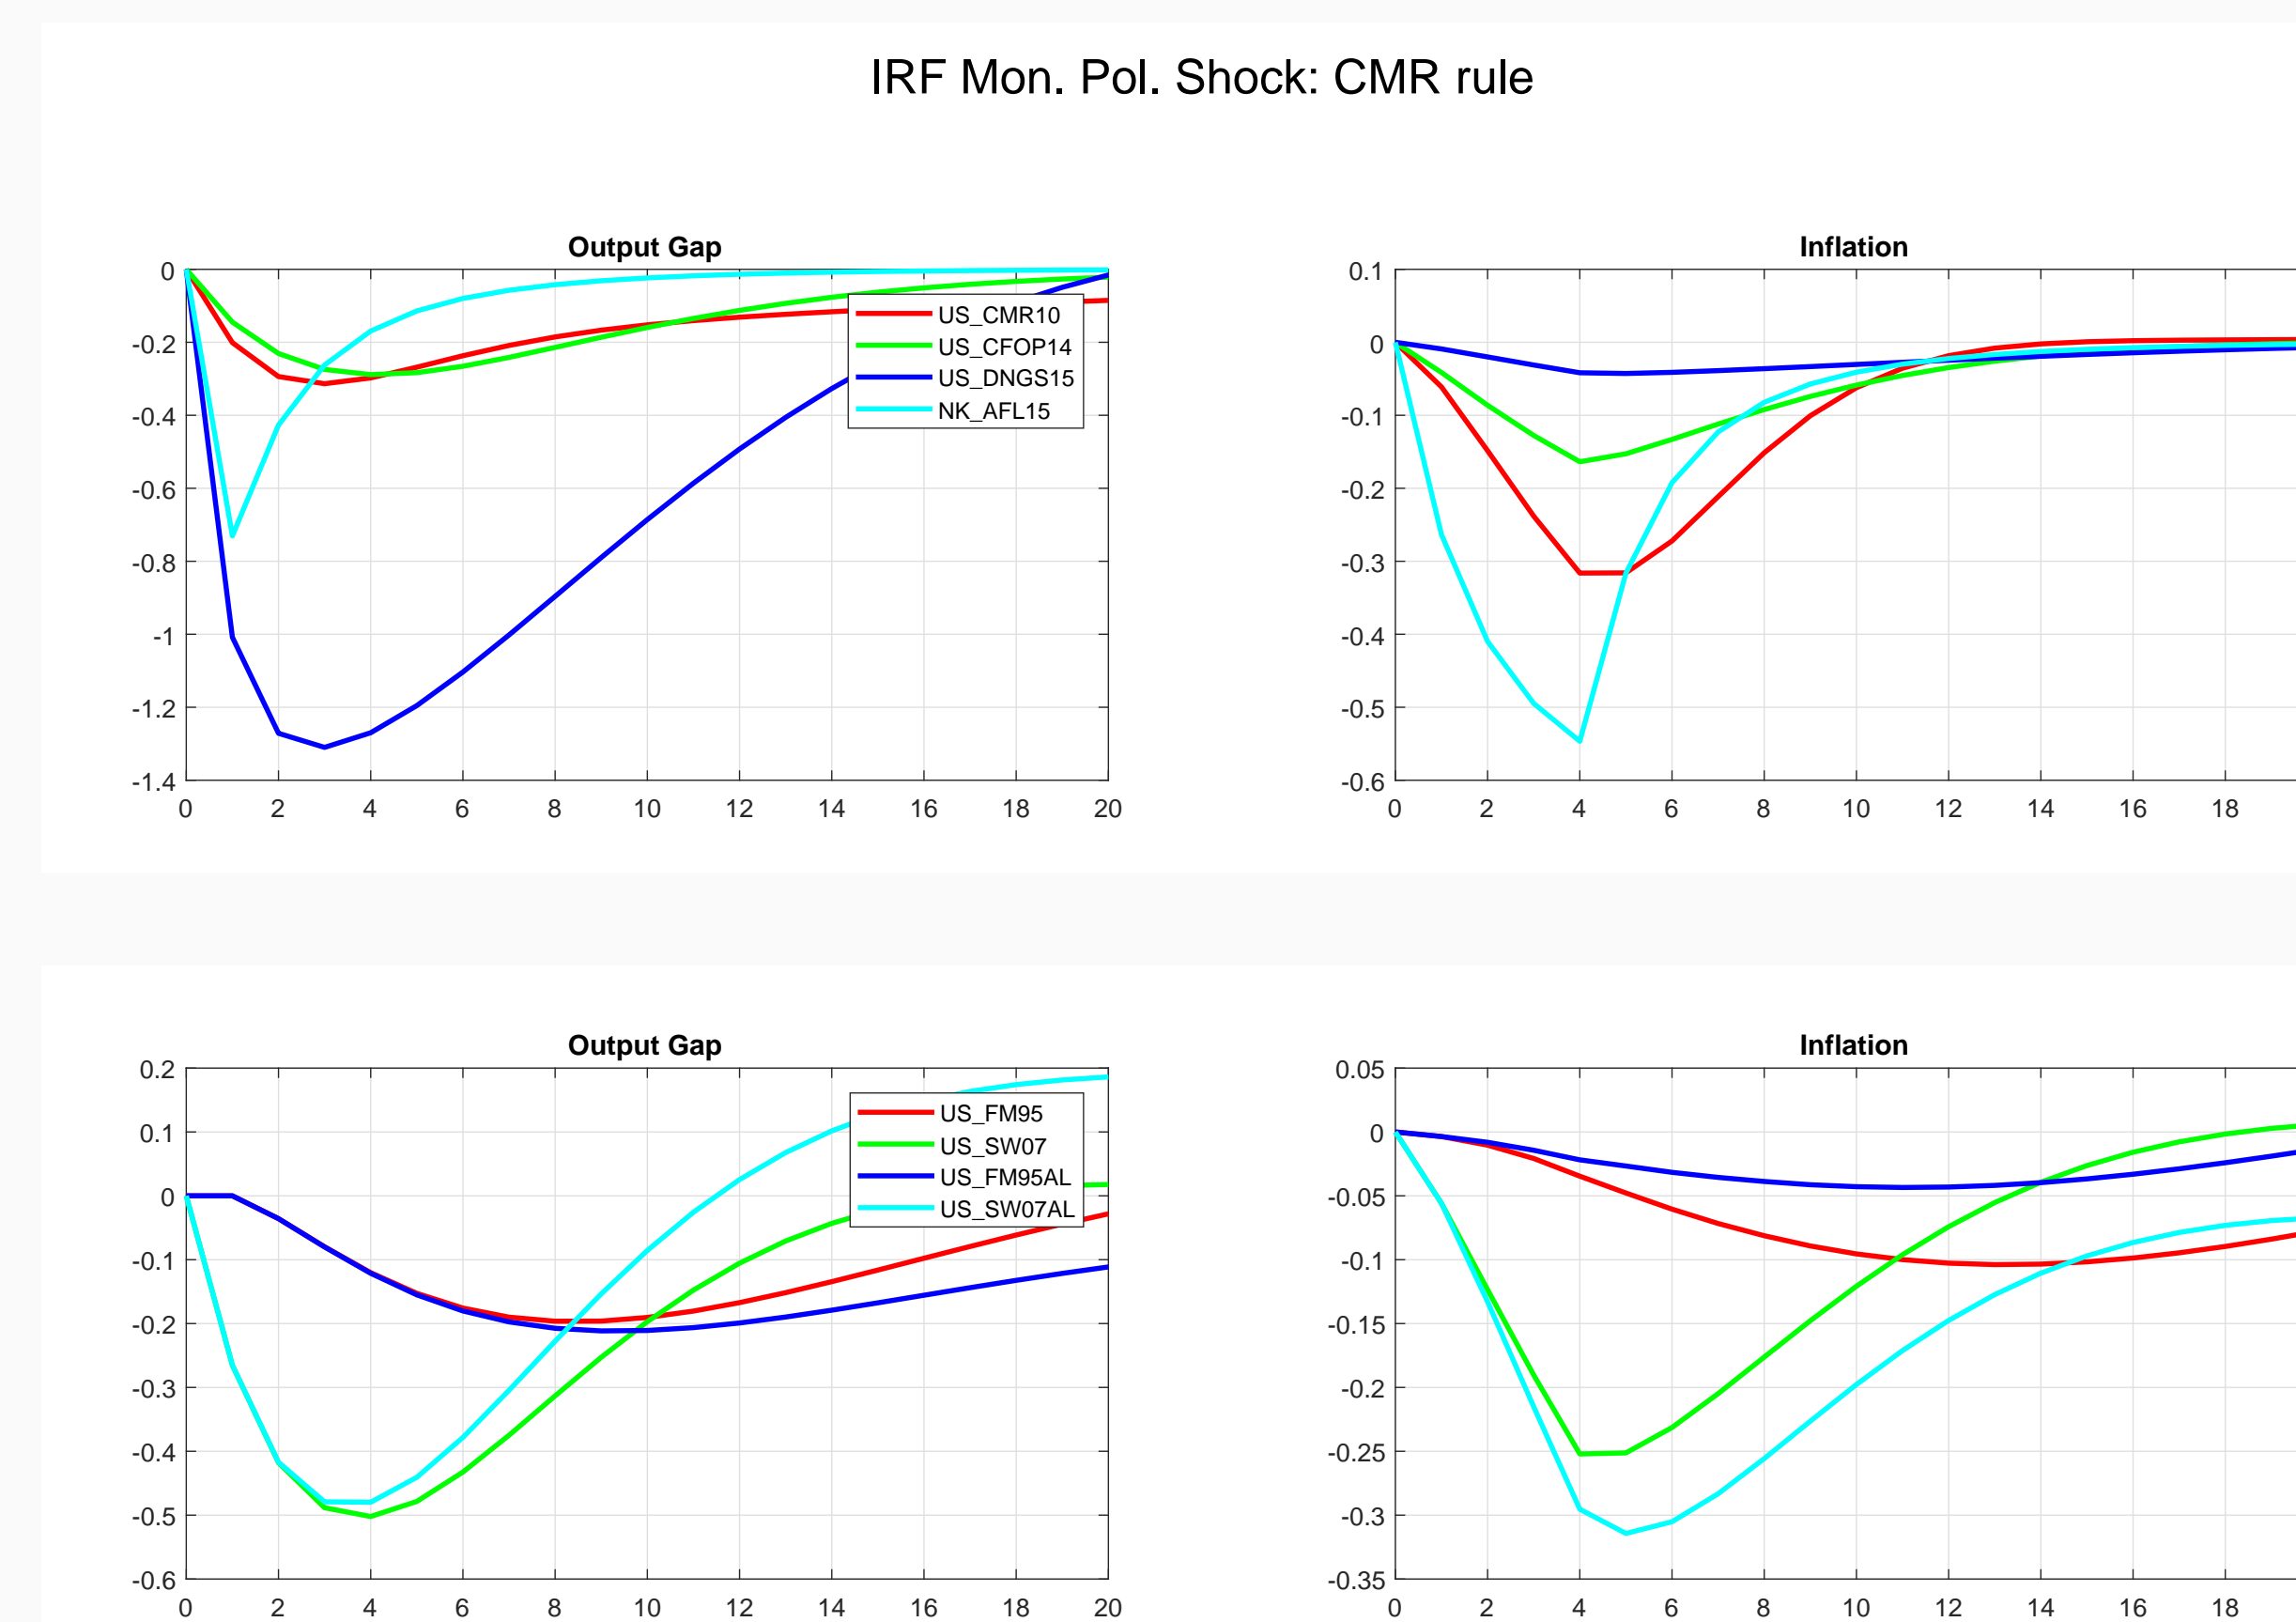 IRF Mon. Pol. Shock: CMR rule
Output Gap
0
-0.2
-0.4
-0.6
-0.8
-1
-1.2
-1.4
0 2 4 6 8 10 12 14 16 18 20
US_CMR10
US_CFOP14
US_DNGS15
NK_AFL15
Inflation
0.1
0
-0.1
-0.2
-0.3
-0.4
-0.5
-0.6
0 2 4 6 8 10 12 14 16 18
Output Gap
0.2
0.1
0
-0.1
-0.2
-0.3
-0.4
-0.5
-0.6
0 2 4 6 8 10 12 14 16 18 20
US_FM95
US_SW07
US_FM95AL
US_SW07AL
Inflation
0.05
0
-0.05
-0.1
-0.15
-0.2
-0.25
-0.3
-0.35
0 2 4 6 8 10 12 14 16 18